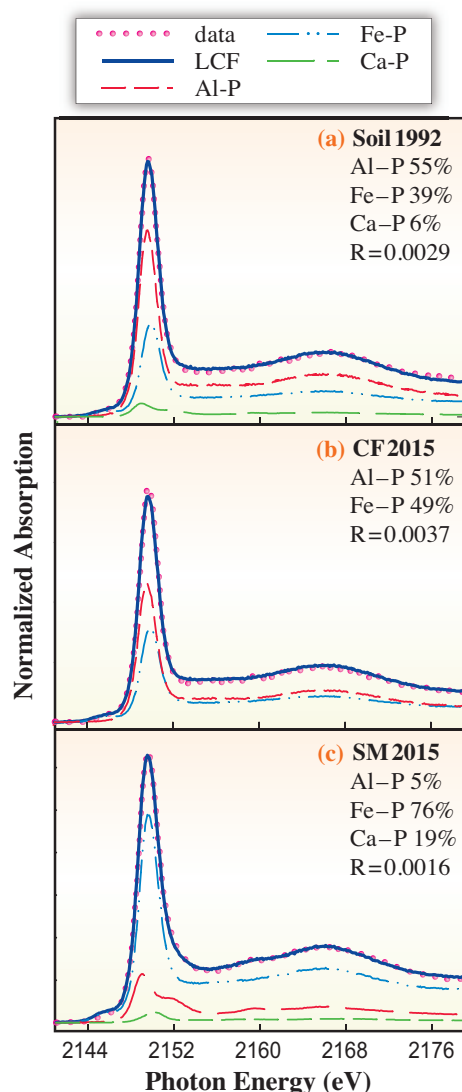 data
LCF
Al-P
Fe-P
Ca-P
(a) Soil 1992
Al–P 55%
Fe–P 39%
Ca–P 6%
R=0.0029
(b) CF 2015
Al–P 51%
Fe–P 49%
R=0.0037
(c) SM 2015
Al–P 5%
Fe–P 76%
Ca–P 19%
R=0.0016
Normalized Absorption
2144 2152 2160 2168 2176
Photon Energy (eV)